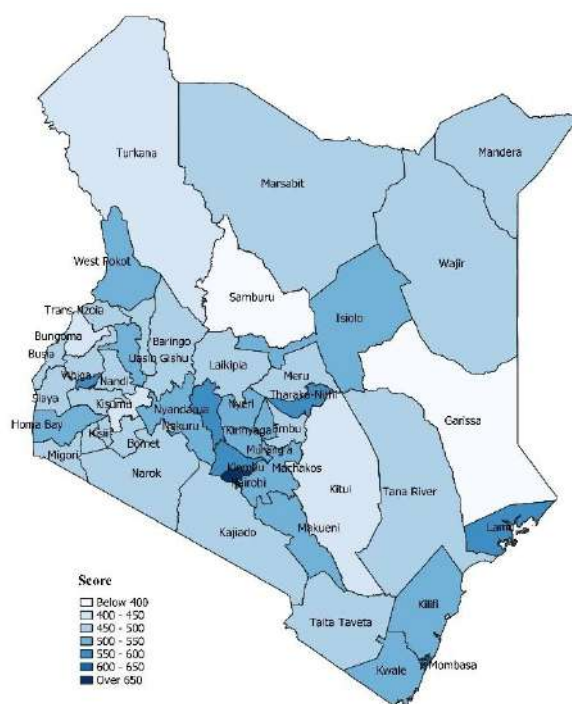 Turkana
Mandera
Marsabit
Wajir
West Pokot
Samburu
Isiolo
Trans-Nzoia
Bungoma
Baringo
Uasin Gishu
Busia
Laikipia
Meru
Nandi
Siaya
Kisumu
Nyandarua
Nyeri
Tharaka-Nithi
Garissa
Homa Bay
Kisii
Nakuru
Kirinyaga
Embu
Bomet
Murang'a
Migori
Narok
Kiambu
Machakos
Nairobi
Kitui
Tana River
Kajiado
Makueni
Lamu
Score
Below 400
400 - 450
450 - 500
500 - 550
550 - 600
600 - 650
Over 650
Taita Taveta
Kilifi
Kwale
Mombasa